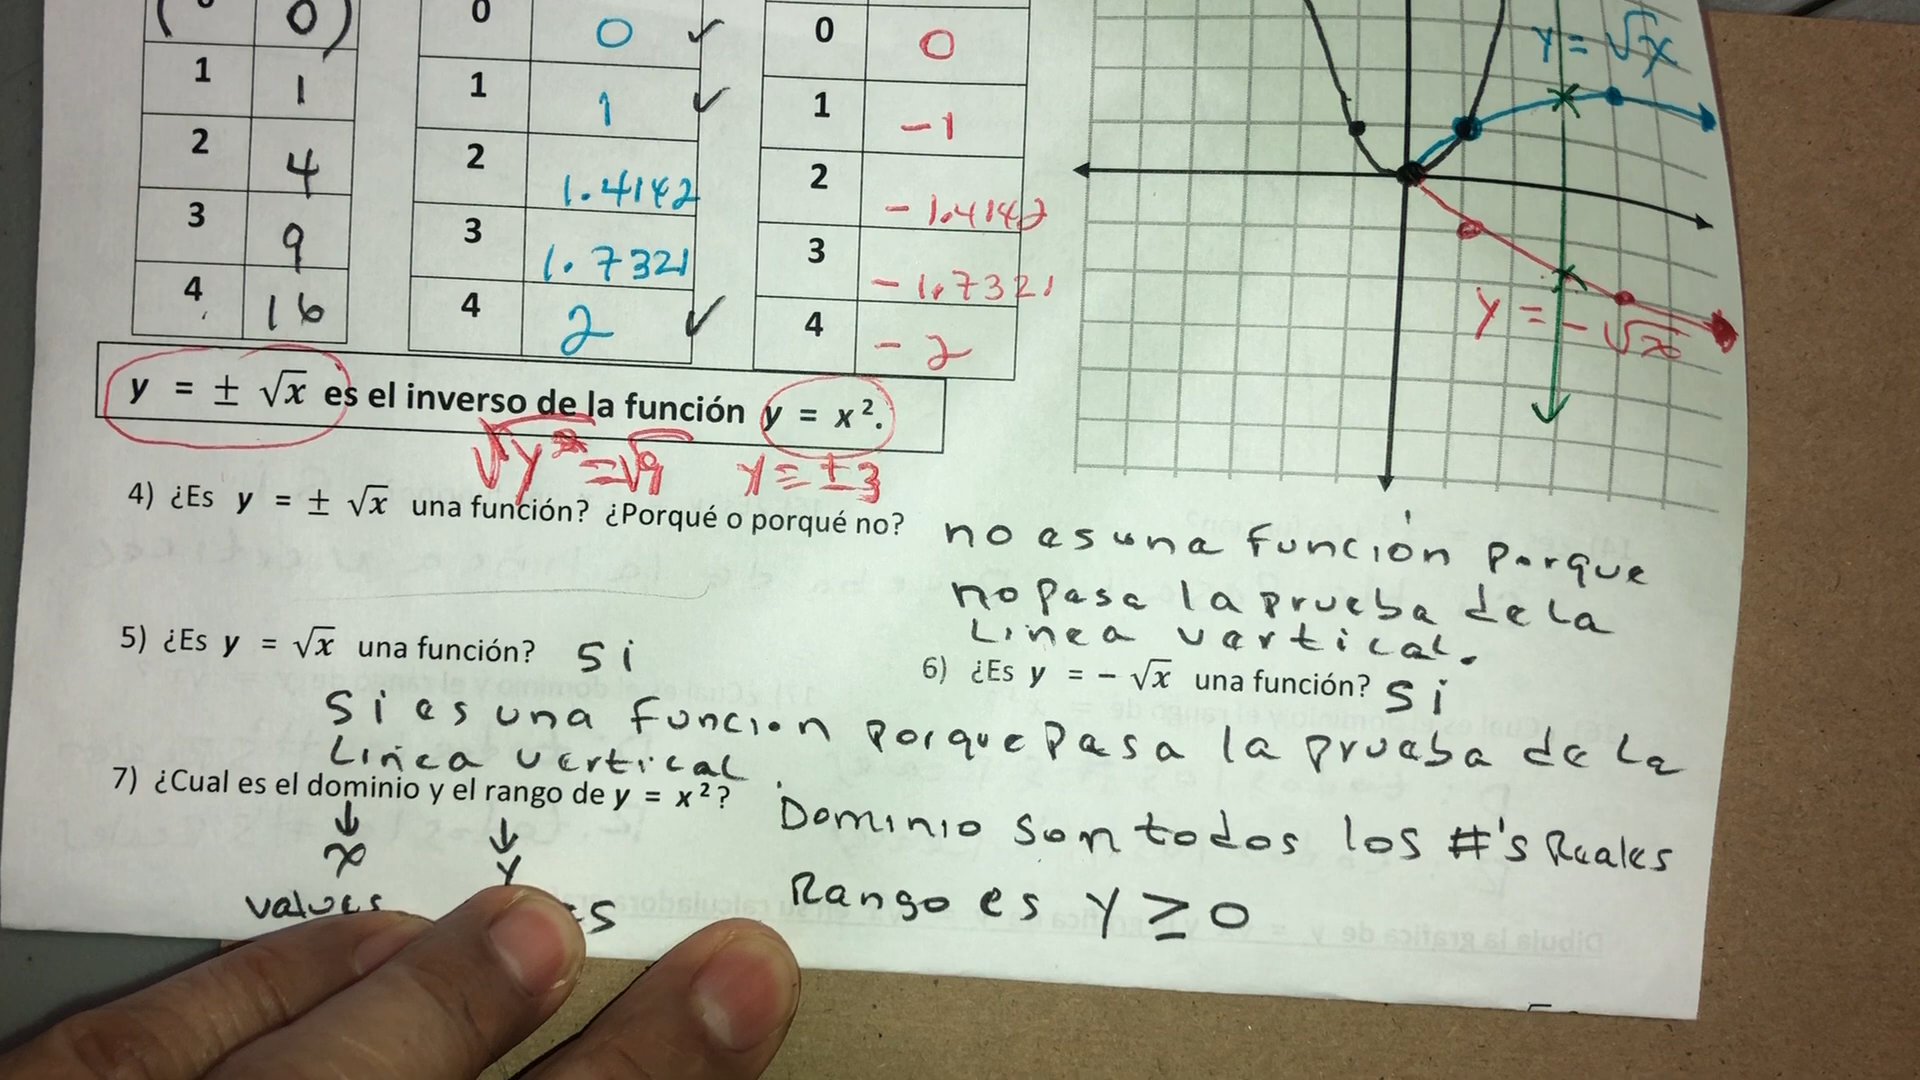 0
0 0 ✓
0 0
1 1
1 1 ✓
1 -1
2 4
2 1.4142
2 -1.4142
3 9
3 1.7321
3 -1.7321
4 16
4 2 ✓
4 -2
y = √x
y = -√x
y = ± √x es el inverso de la función y = x².
√y² = √9 y = ±3
4) ¿Es y = ± √x una función? ¿Porqué o porqué no?
no es una función porque
no pasa la prueba de la
Linea vertical.
5) ¿Es y = √x una función? Si
6) ¿Es y = - √x una función? Si
Si es una funcion porque pasa la prueba de la
Linea vertical.
7) ¿Cual es el dominio y el rango de y = x²?
↓ ↓
x y
values
Dominio son todos los #'s Reales
Rango es y ≥ 0